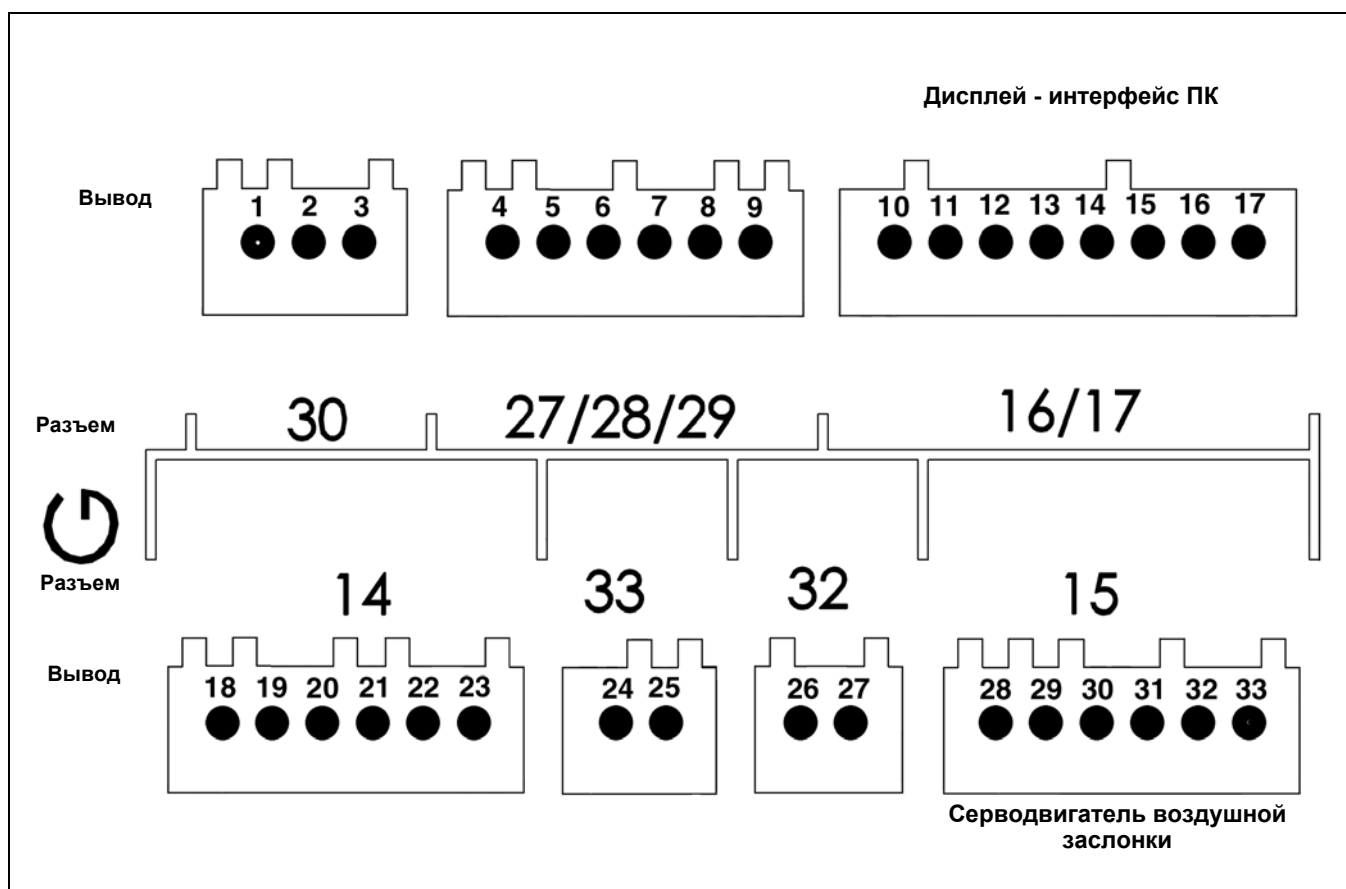 Дисплей - интерфейс ПК
Вывод
1 2 3 4 5 6 7 8 9 10 11 12 13 14 15 16 17
Разъем 30 27/28/29 16/17
Разъем 14 33 32 15
Вывод
18 19 20 21 22 23 24 25 26 27 28 29 30 31 32 33
Серводвигатель воздушной
заслонки